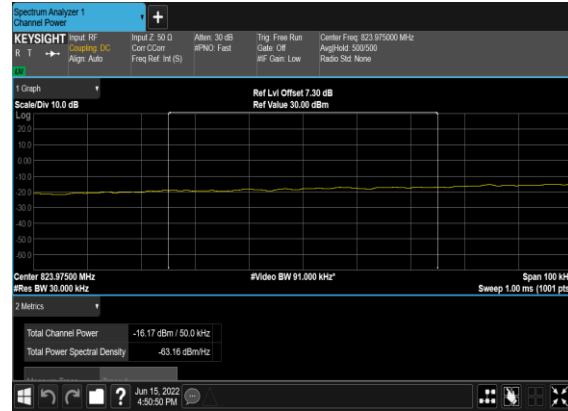 Spectrum Analyzer 1
Channel Power
KEYSIGHT Input: RF Input Z: 50 Ω Atten: 30 dB Trig: Free Run Center Freq: 823.975000 MHz
R T Coupling: DC Corr CCorr #PNO: Fast Gate: Off Avg|Hold: 500/500
Align: Auto Freq Ref: Int (S) #IF Gain: Low Radio Std: None
LXI
1 Graph Ref Lvl Offset 7.30 dB
Scale/Div 10.0 dB Ref Value 30.00 dBm
Log
20.0
10.0
0.00
-10.0
-20.0
-30.0
-40.0
-50.0
-60.0
Center 823.97500 MHz #Video BW 91.000 kHz* Span 100 kH
#Res BW 30.000 kHz Sweep 1.00 ms (1001 pts
2 Metrics
Total Channel Power -16.17 dBm / 50.0 kHz
Total Power Spectral Density -63.16 dBm/Hz
? Jun 15, 2022
4:50:50 PM